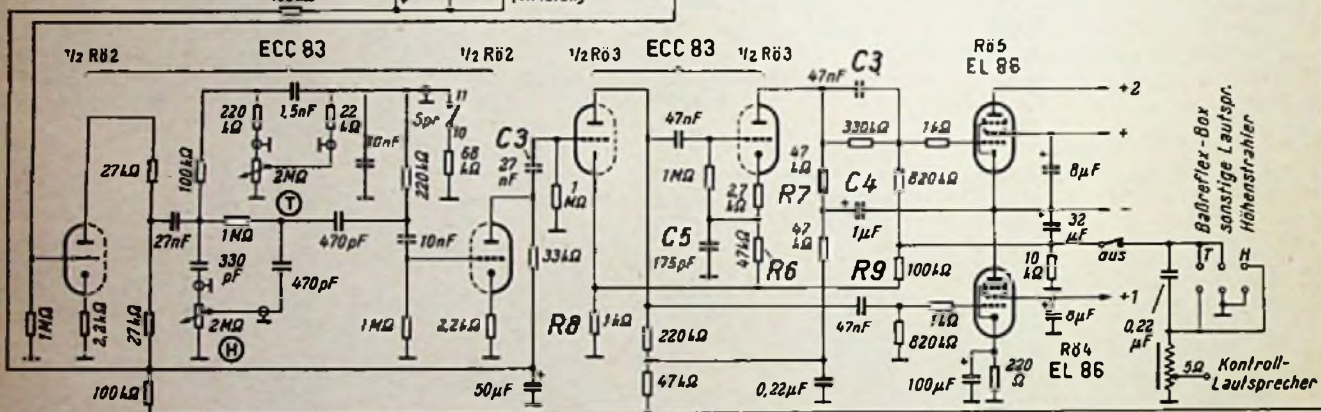 ½ Rö2 ECC 83 ½ Rö2 ½ Rö3 ECC 83 ½ Rö3 Rö5
EL 86
220 kΩ
1,5nF
22 kΩ
5pr
11
10
68 kΩ
C3
27 nF
47nF
47nF
C3
+2
+
8µF
27kΩ
100kΩ
2MΩ
T
220kΩ
1MΩ
1MΩ
2,7 kΩ
R7
47 kΩ
330kΩ
1kΩ
820kΩ
C4
1µF
-
32 µF
27nF
1MΩ
470pF
10nF
33kΩ
C5
175pF
47kΩ
R6
47 kΩ
R9
100kΩ
10 kΩ
aus
T
H
Baßreflex-Box
sonstige Lautspr.
Höhenstrahler
330 pF
470pF
2MΩ
H
1MΩ
2,2kΩ
27kΩ
1MΩ
2,2kΩ
R8
1kΩ
220kΩ
47nF
1kΩ
820kΩ
+1
8µF
Rö4
EL 86
0,22 µF
100kΩ
50µF
47kΩ
0,22µF
100µF
220 Ω
5Ω
Kontroll-
Lautsprecher